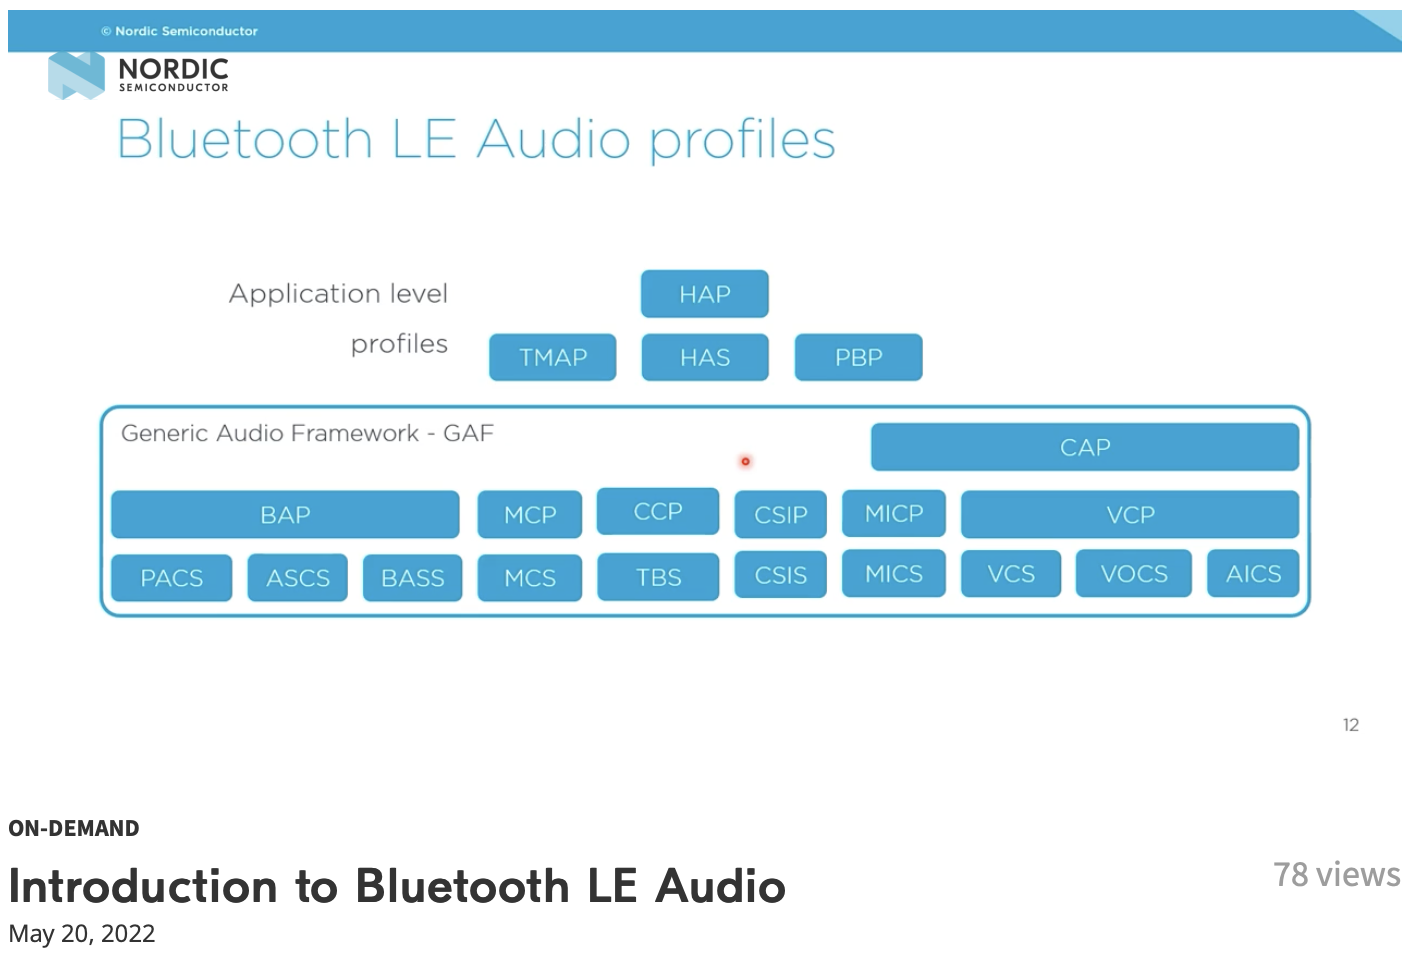 © Nordic Semiconductor
NORDIC
SEMICONDUCTOR
Bluetooth LE Audio profiles
Application level
profiles
HAP
TMAP HAS PBP
Generic Audio Framework - GAF
CAP
BAP MCP CCP CSIP MICP VCP
PACS ASCS BASS MCS TBS CSIS MICS VCS VOCS AICS
12
ON-DEMAND
Introduction to Bluetooth LE Audio
78 views
May 20, 2022